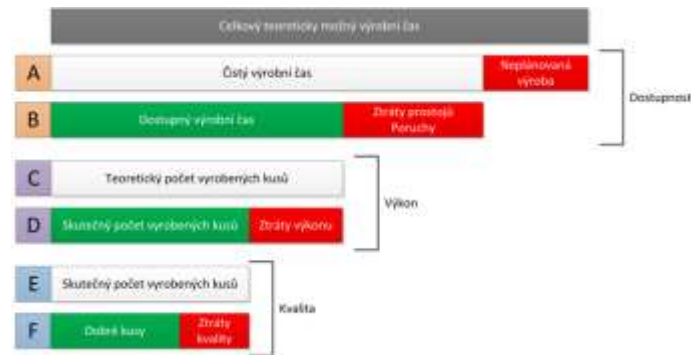 Celkový teoreticky možný výrobní čas
A
Čistý výrobní čas
Neplánovaná
výroba
Dostupnost
B
Dostupný výrobní čas
Ztráty prostojů
Poruchy
C
Teoretický počet vyrobených kusů
Výkon
D
Skutečný počet vyrobených kusů
Ztráty výkonu
E
Skutečný počet vyrobených kusů
Kvalita
F
Dobré kusy
Ztráty
kvality